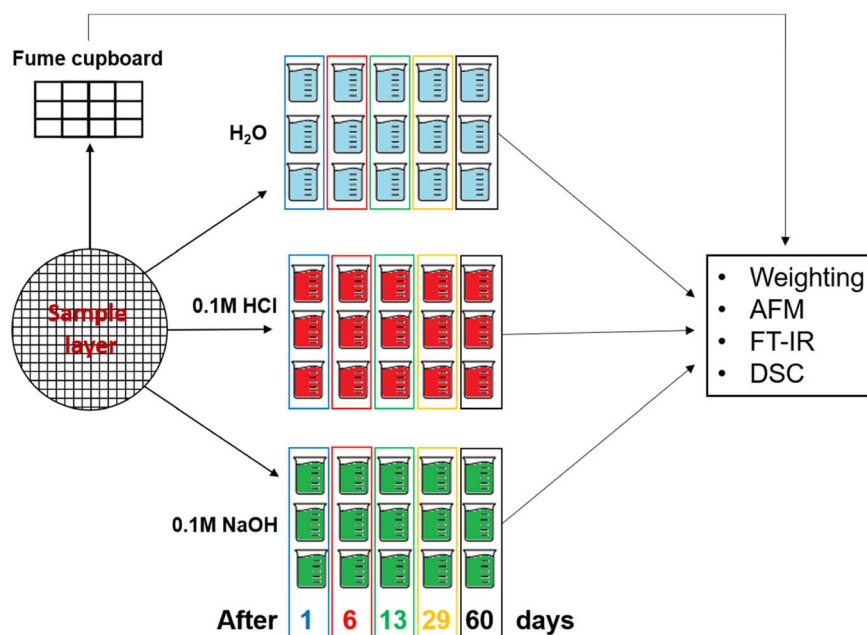 Fume cupboard
H₂O
Sample
layer
0.1M HCl
0.1M NaOH
• Weighting
• AFM
• FT-IR
• DSC
After 1 6 13 29 60 days